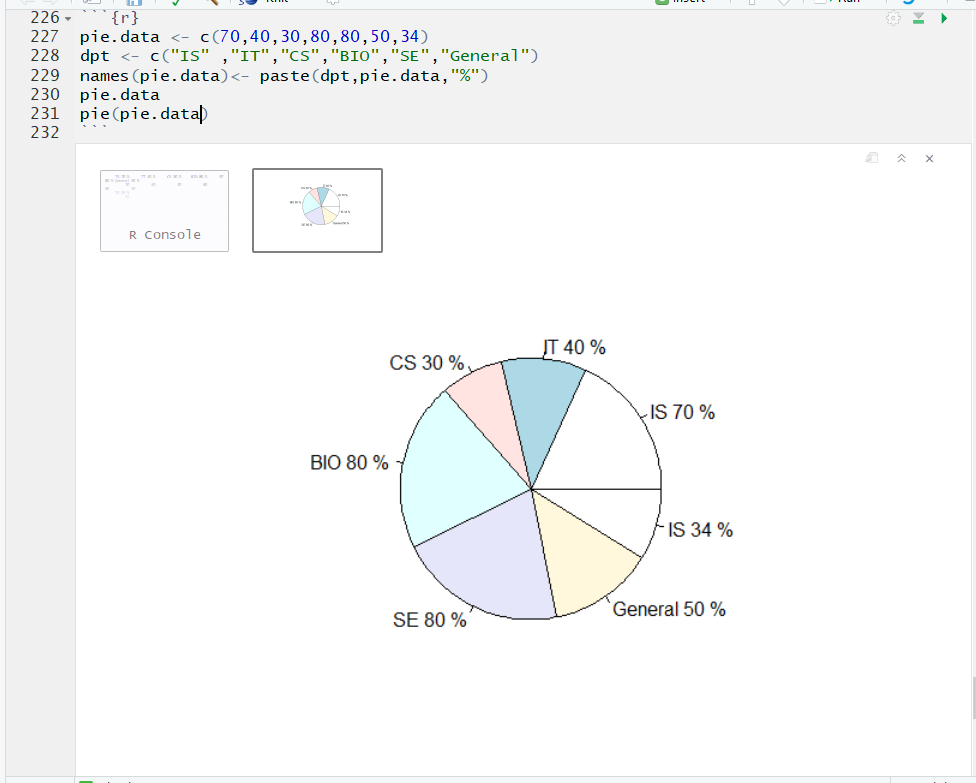 226 ```{r}
227 pie.data <- c(70,40,30,80,80,50,34)
228 dpt <- c("IS" ,"IT","CS","BIO","SE","General")
229 names(pie.data)<- paste(dpt,pie.data,"%")
230 pie.data
231 pie(pie.data)
232 ```
R Console
IT 40 %
CS 30 %
IS 70 %
BIO 80 %
IS 34 %
General 50 %
SE 80 %